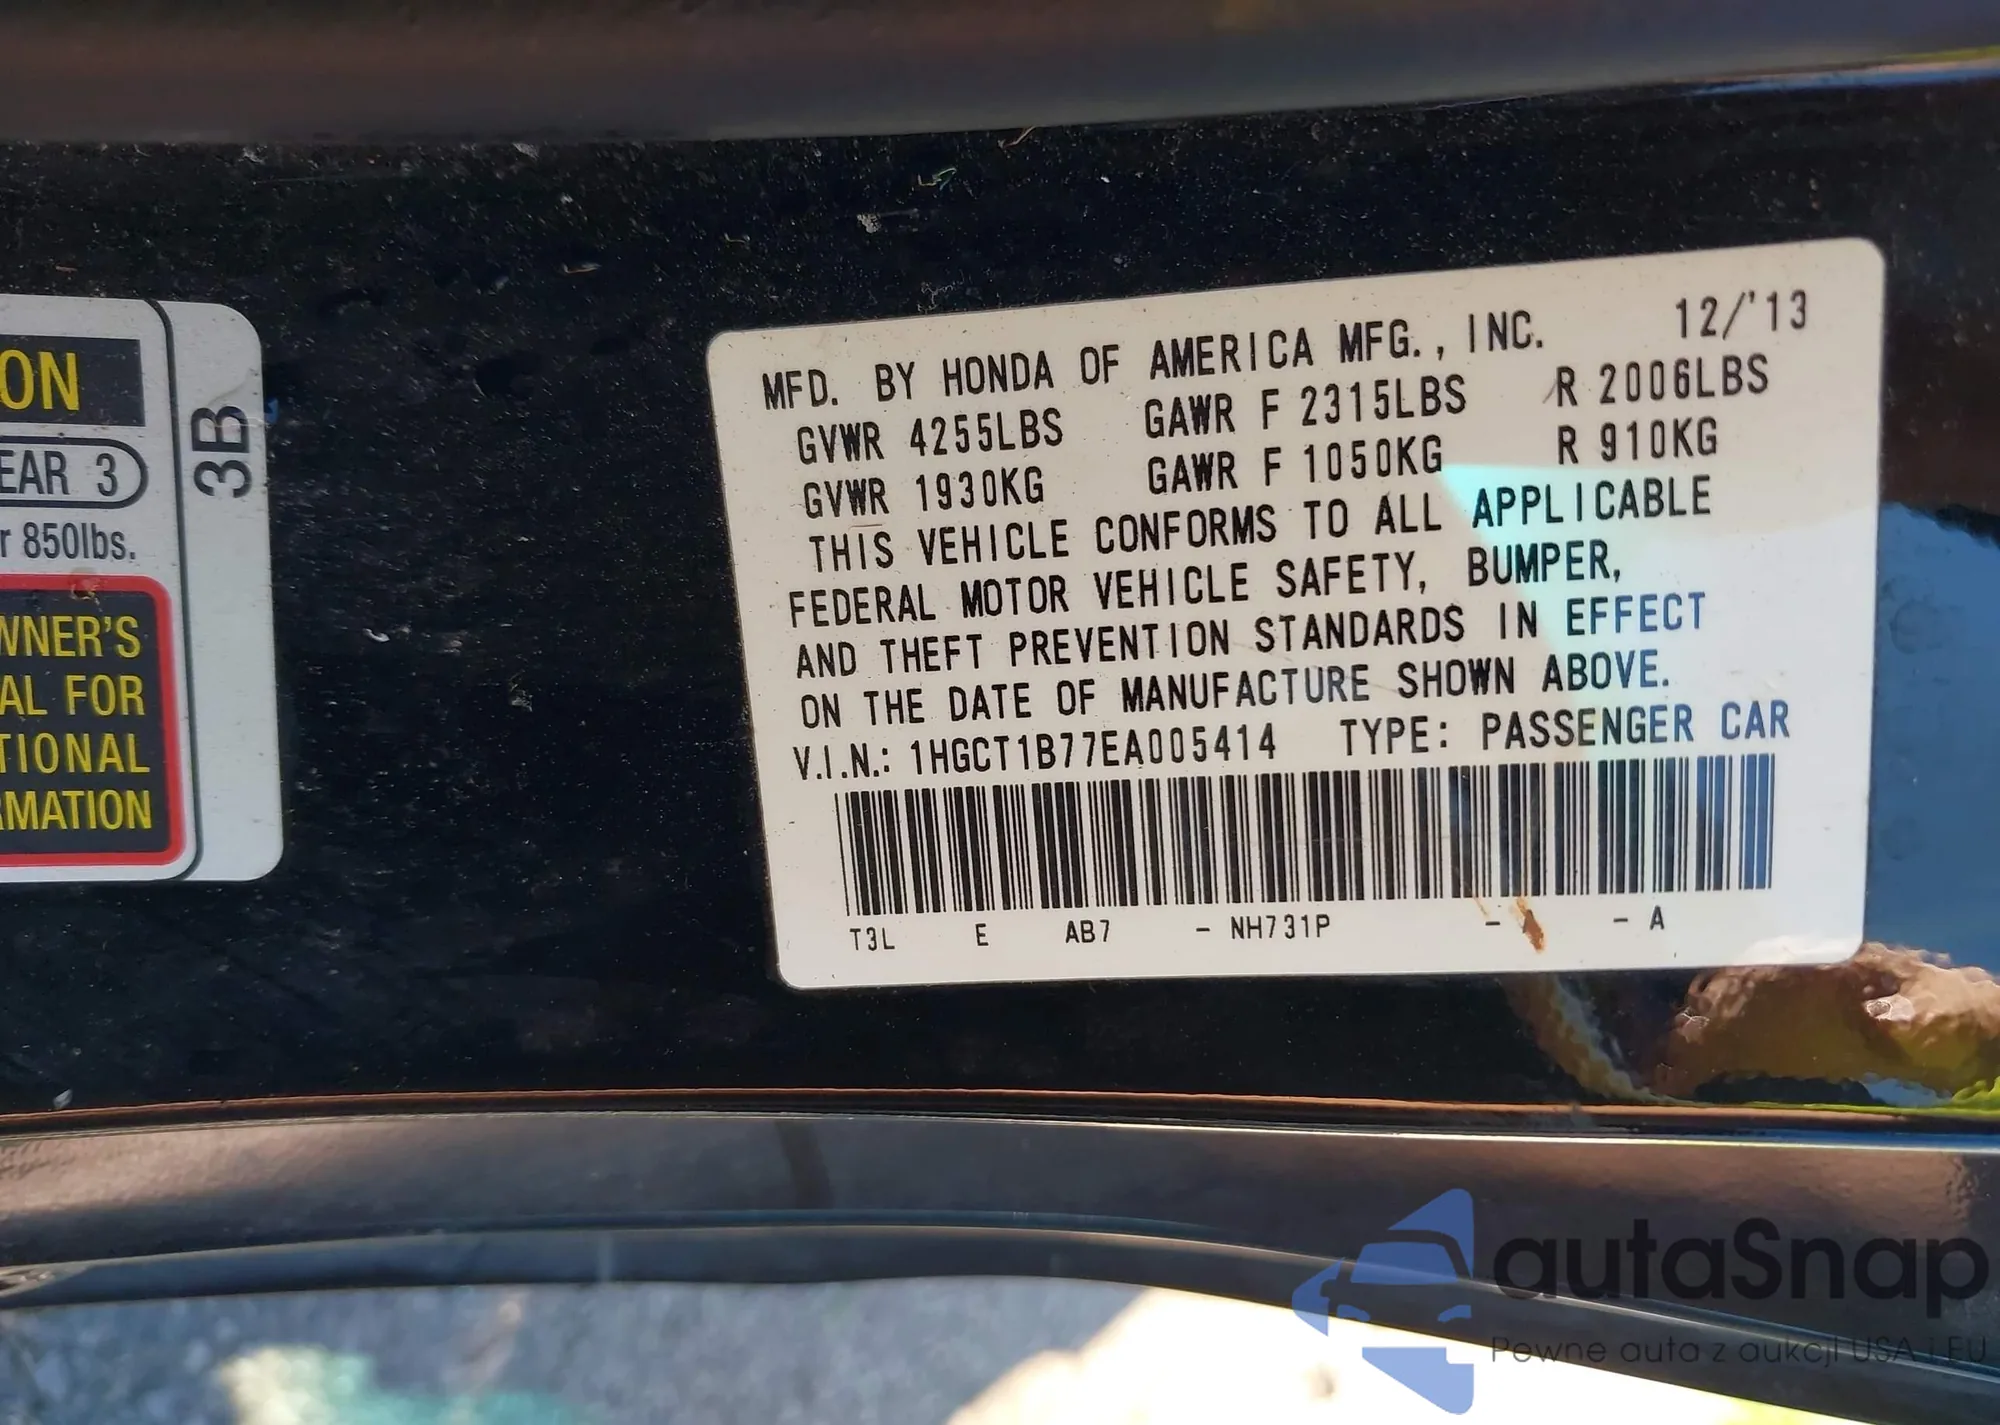 ON
EAR 3
r 850lbs.
WNER'S
AL FOR
TIONAL
RMATION
3B
MFD. BY HONDA OF AMERICA MFG., INC. 12/'13
GVWR 4255LBS GAWR F 2315LBS R 2006LBS
GVWR 1930KG GAWR F 1050KG R 910KG
THIS VEHICLE CONFORMS TO ALL APPLICABLE
FEDERAL MOTOR VEHICLE SAFETY, BUMPER,
AND THEFT PREVENTION STANDARDS IN EFFECT
ON THE DATE OF MANUFACTURE SHOWN ABOVE.
V.I.N.: 1HGCT1B77EA005414 TYPE: PASSENGER CAR
T3L E AB7 - NH731P - - A
autaSnap
Pewne auta z aukcji USA i EU